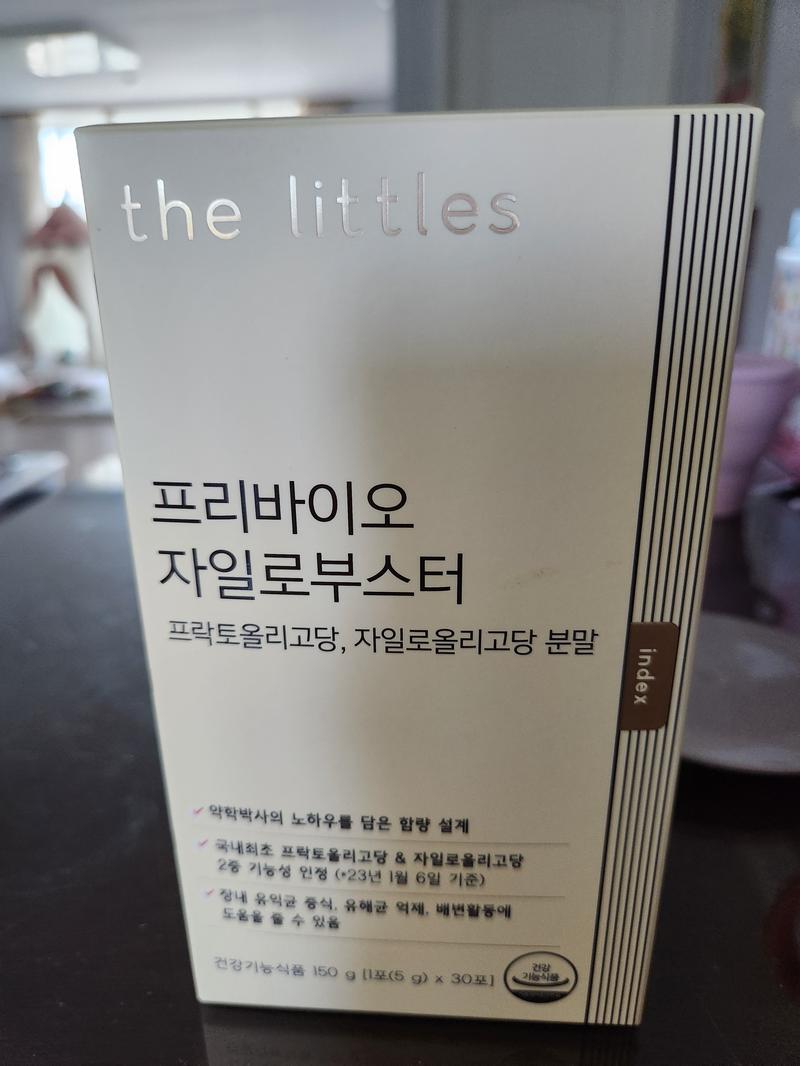 the littles
프리바이오
자일로부스터
프락토올리고당, 자일로올리고당 분말
index
약학박사의 노하우를 담은 함량 설계
국내최초 프락토올리고당 & 자일로올리고당
2중 기능성 인정 (*23년 1월 6일 기준)
장내 유익균 증식, 유해균 억제, 배변활동에
도움을 줄 수 있음
건강기능식품 150 g [1포(5 g) x 30포]
건강
기능식품